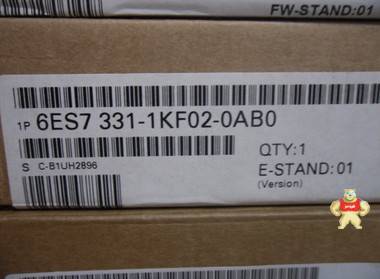 FW-STAND:01
1P 6ES7 331-1KF02-0AB0
QTY:1
S C-B1UH2896
E-STAND:01
(Version)